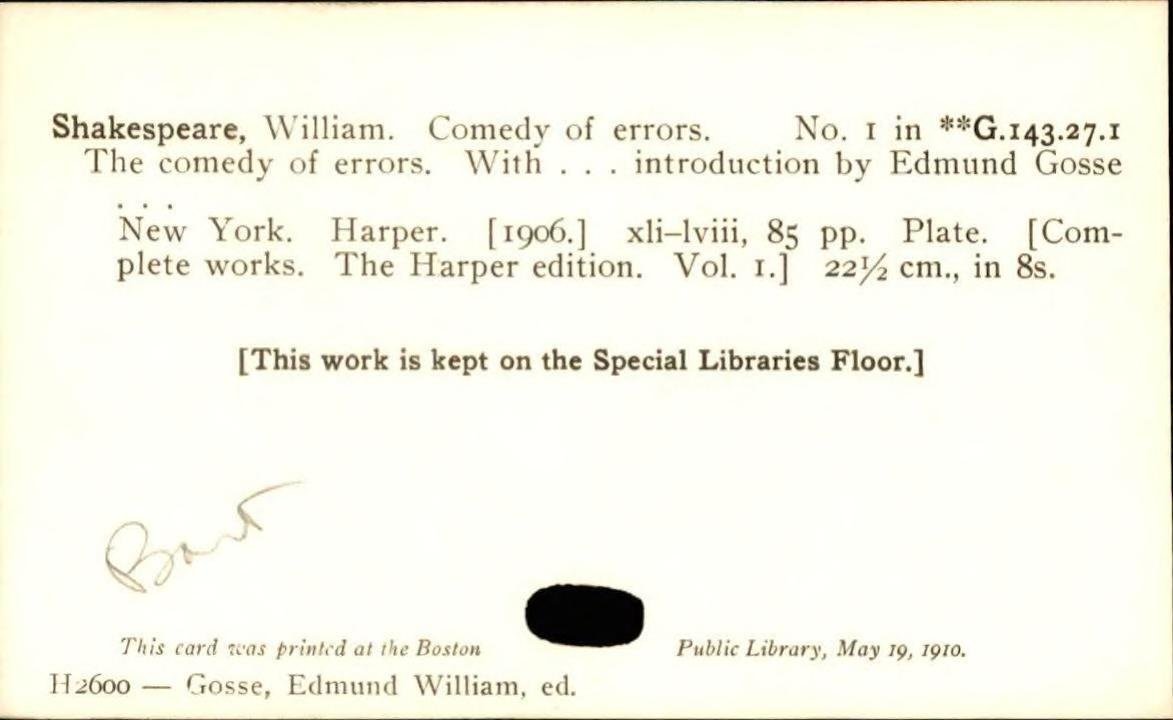 Shakespeare, William. Comedy of errors. No. 1 in **G.143.27.1
The comedy of errors. With . . . introduction by Edmund Gosse
. . .
New York. Harper. [1906.] xli–lviii, 85 pp. Plate. [Com-
plete works. The Harper edition. Vol. 1.] 22½ cm., in 8s.
[This work is kept on the Special Libraries Floor.]
This card was printed at the Boston Public Library, May 19, 1910.
H2600 — Gosse, Edmund William, ed.